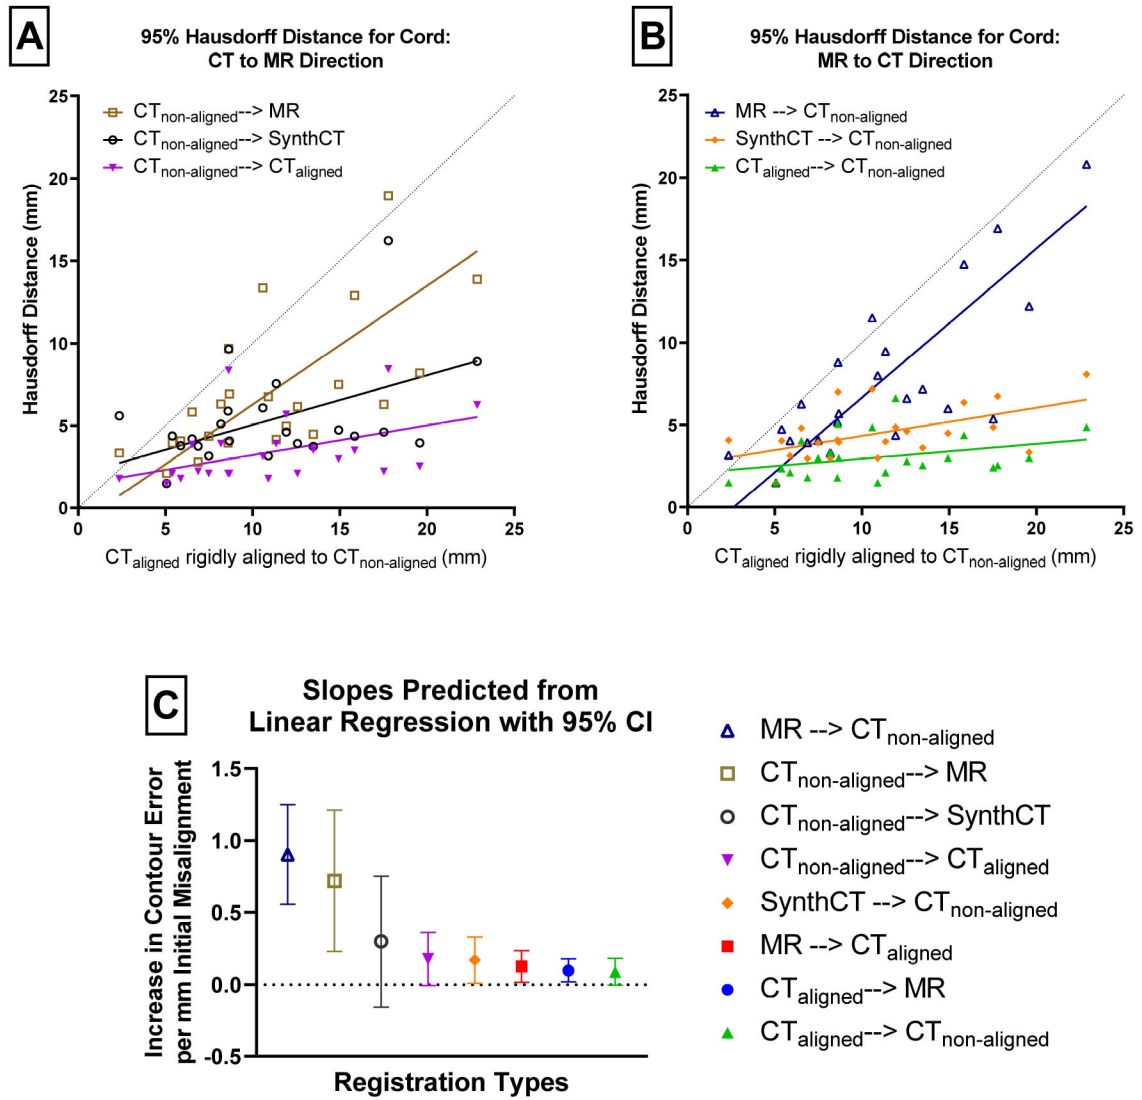 A
95% Hausdorff Distance for Cord:
CT to MR Direction
CTnon-aligned--> MR
CTnon-aligned--> SynthCT
CTnon-aligned--> CTaligned
Hausdorff Distance (mm)
25
20
15
10
5
0
0 5 10 15 20 25
CTaligned rigidly aligned to CTnon-aligned (mm)
B
95% Hausdorff Distance for Cord:
MR to CT Direction
MR --> CTnon-aligned
SynthCT --> CTnon-aligned
CTaligned--> CTnon-aligned
Hausdorff Distance (mm)
25
20
15
10
5
0
0 5 10 15 20 25
CTaligned rigidly aligned to CTnon-aligned (mm)
C
Slopes Predicted from
Linear Regression with 95% CI
Increase in Contour Error
per mm Initial Misalignment
1.5
1.0
0.5
0.0
-0.5
Registration Types
MR --> CTnon-aligned
CTnon-aligned--> MR
CTnon-aligned--> SynthCT
CTnon-aligned--> CTaligned
SynthCT --> CTnon-aligned
MR --> CTaligned
CTaligned--> MR
CTaligned--> CTnon-aligned